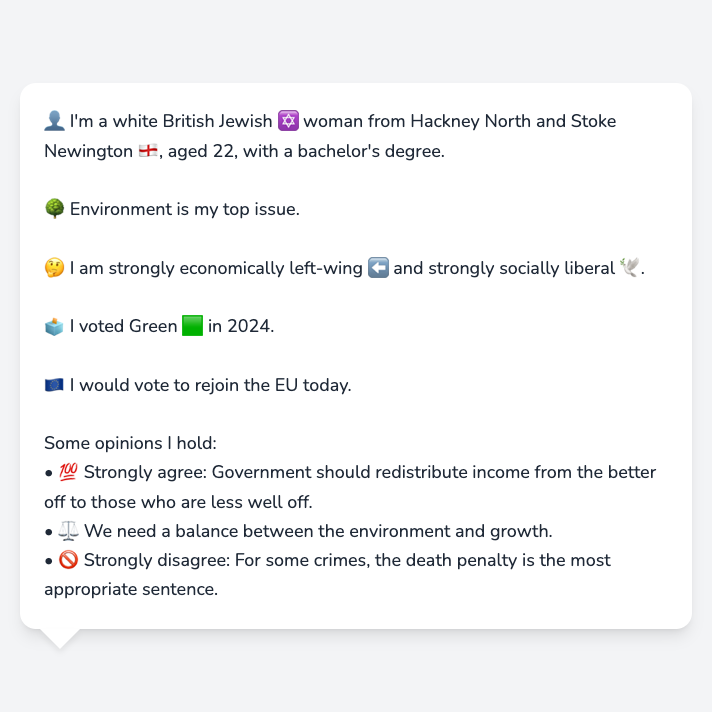 👤 I'm a white British Jewish ✡️ woman from Hackney North and Stoke
Newington 🏴󠁧󠁢󠁥󠁮󠁧󠁿, aged 22, with a bachelor's degree.
🌳 Environment is my top issue.
🤔 I am strongly economically left-wing ⬅️ and strongly socially liberal 🕊️.
🗳️ I voted Green 🟩 in 2024.
🇪🇺 I would vote to rejoin the EU today.
Some opinions I hold:
• 💯 Strongly agree: Government should redistribute income from the better
off to those who are less well off.
• ⚖️ We need a balance between the environment and growth.
• 🚫 Strongly disagree: For some crimes, the death penalty is the most
appropriate sentence.